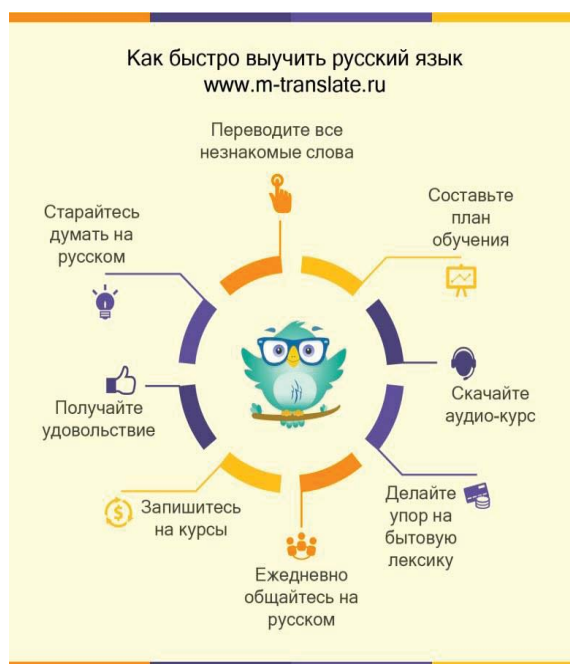 Как быстро выучить русский язык
www.m-translate.ru
Переводите все
незнакомые слова
Составьте
план
обучения
Скачайте
аудио-курс
Делайте
упор на
бытовую
лексику
Ежедневно
общайтесь на
русском
Запишитесь
на курсы
Получайте
удовольствие
Старайтесь
думать на
русском